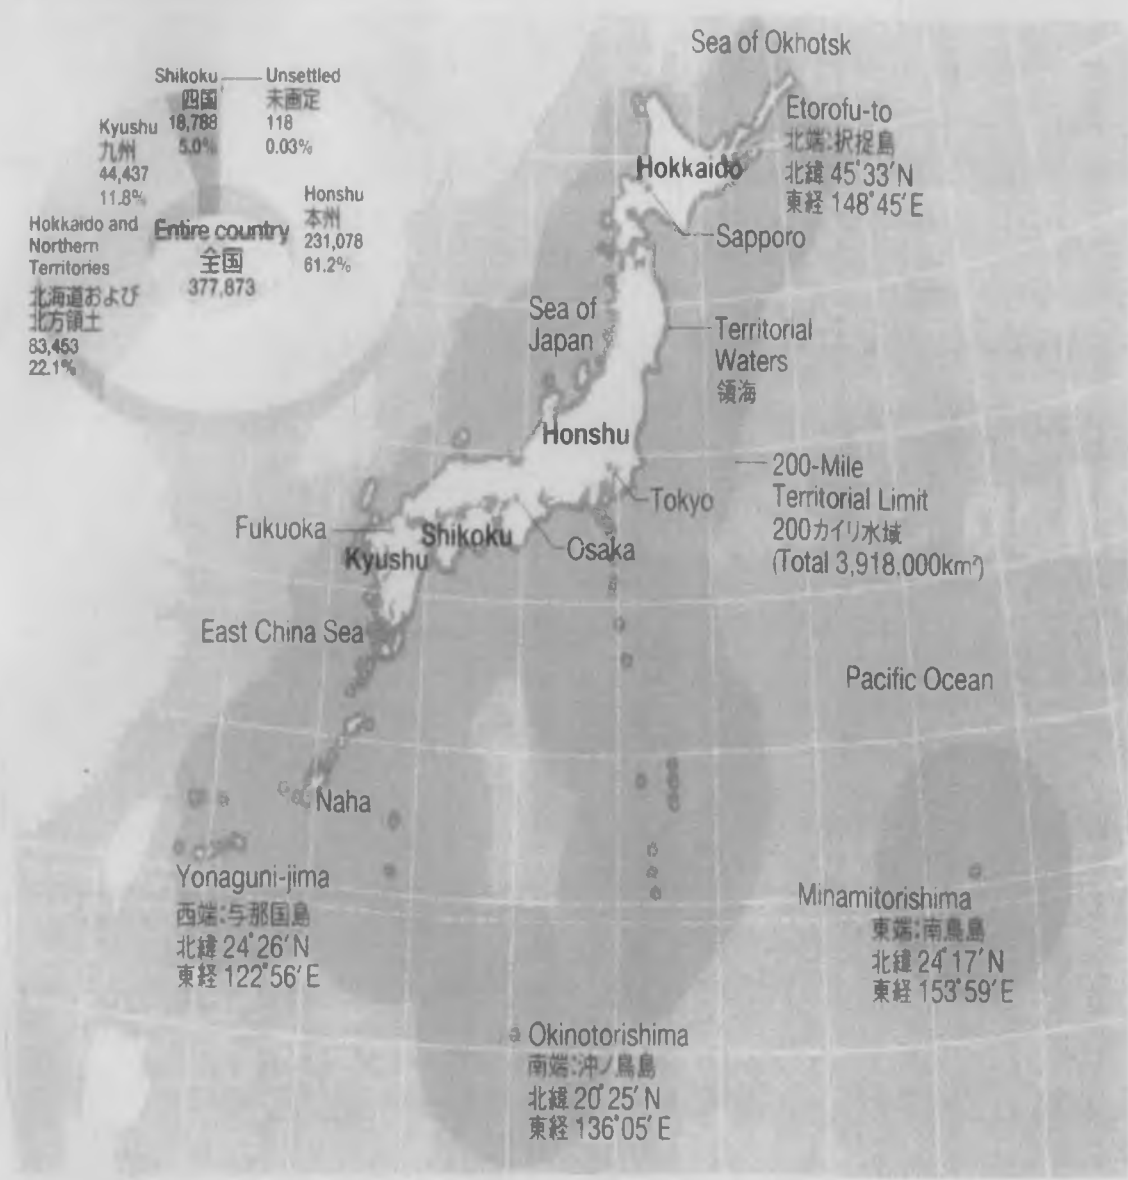 Sea of Okhotsk
Shikoku
四国
18,788
5.0%
Unsettled
未画定
118
0.03%
Kyushu
九州
44,437
11.8%
Honshu
本州
231,078
61.2%
Hokkaido and
Northern
Territories
北海道および
北方領土
83,453
22.1%
Entire country
全国
377,873
Etorofu-to
北端:択捉島
北緯 45°33′N
東経 148°45′E
Hokkaido
Sapporo
Sea of
Japan
Territorial
Waters
領海
Honshu
200-Mile
Territorial Limit
200カイリ水域
(Total 3,918,000km²)
Tokyo
Fukuoka
Shikoku
Osaka
Kyushu
East China Sea
Pacific Ocean
Naha
Yonaguni-jima
西端:与那国島
北緯 24°26′N
東経 122°56′E
Minamitorishima
東端:南鳥島
北緯 24°17′N
東経 153°59′E
Okinotorishima
南端:沖ノ鳥島
北緯 20°25′N
東経 136°05′E